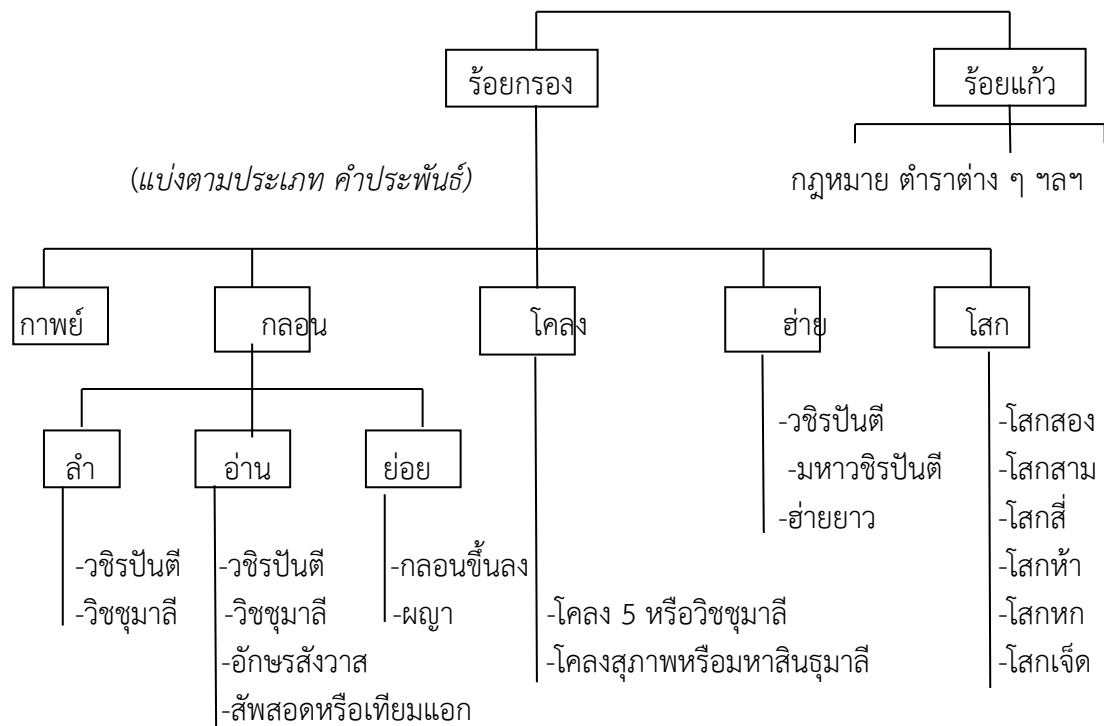 ร้อยกรอง ร้อยแก้ว
(แบ่งตามประเภท คำประพันธ์) กฎหมาย ตำราต่าง ๆ ฯลฯ
กาพย์ กลอน โคลง ฮ่าย โสก
-วชิรปันตี -โสกสอง
ลำ อ่าน ย่อย -มหาวชิรปันตี -โสกสาม
-ฮ่ายยาว -โสกสี่
-วชิรปันตี -วชิรปันตี -กลอนขึ้นลง -โสกห้า
-วิชชุมาลี -วิชชุมาลี -ผญา -โคลง 5 หรือวิชชุมาลี -โสกหก
-อักษรสังวาส -โคลงสุภาพหรือมหาสินธุมาลี -โสกเจ็ด
-สัพสอดหรือเทียมแอก